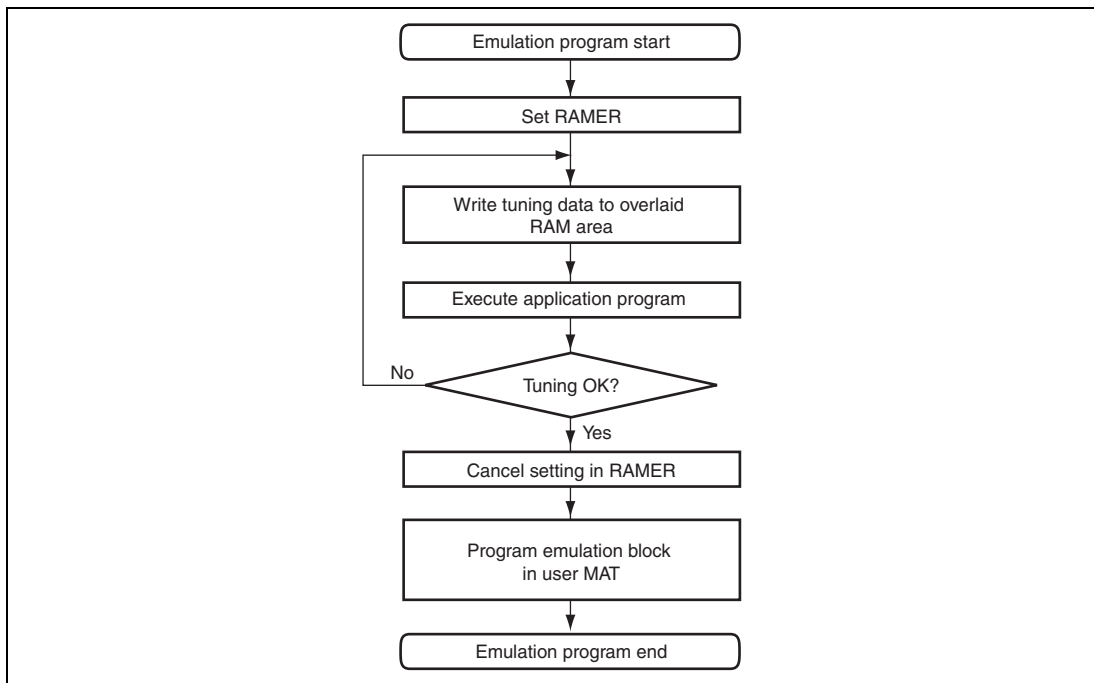 Emulation program start
Set RAMER
Write tuning data to overlaid
RAM area
Execute application program
Tuning OK?
No
Yes
Cancel setting in RAMER
Program emulation block
in user MAT
Emulation program end